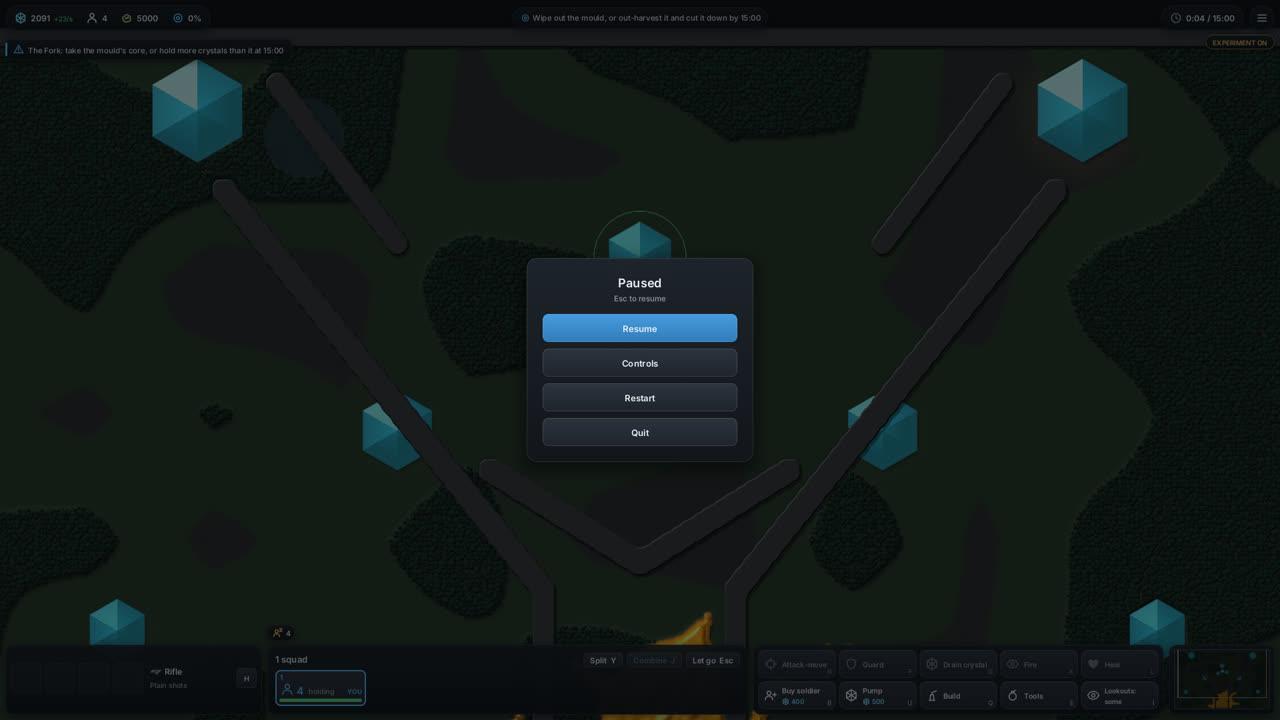 2091 +23/s 4 5000 0%
Wipe out the mould, or out-harvest it and cut it down by 15:00
0:04 / 15:00
The Fork: take the mould's core, or hold more crystals than it at 15:00
EXPERIMENT ON
Paused
Esc to resume
Resume
Controls
Restart
Quit
4
Rifle
Plain shots
H
1 squad
Split Y
Combine J
Let go Esc
1
4 holding YOU
Attack-move
Guard
Drain crystal
Fire
Heal
L
Buy soldier
400
B
Pump
500
U
Build
Q
Tools
E
Lookouts:
some
I